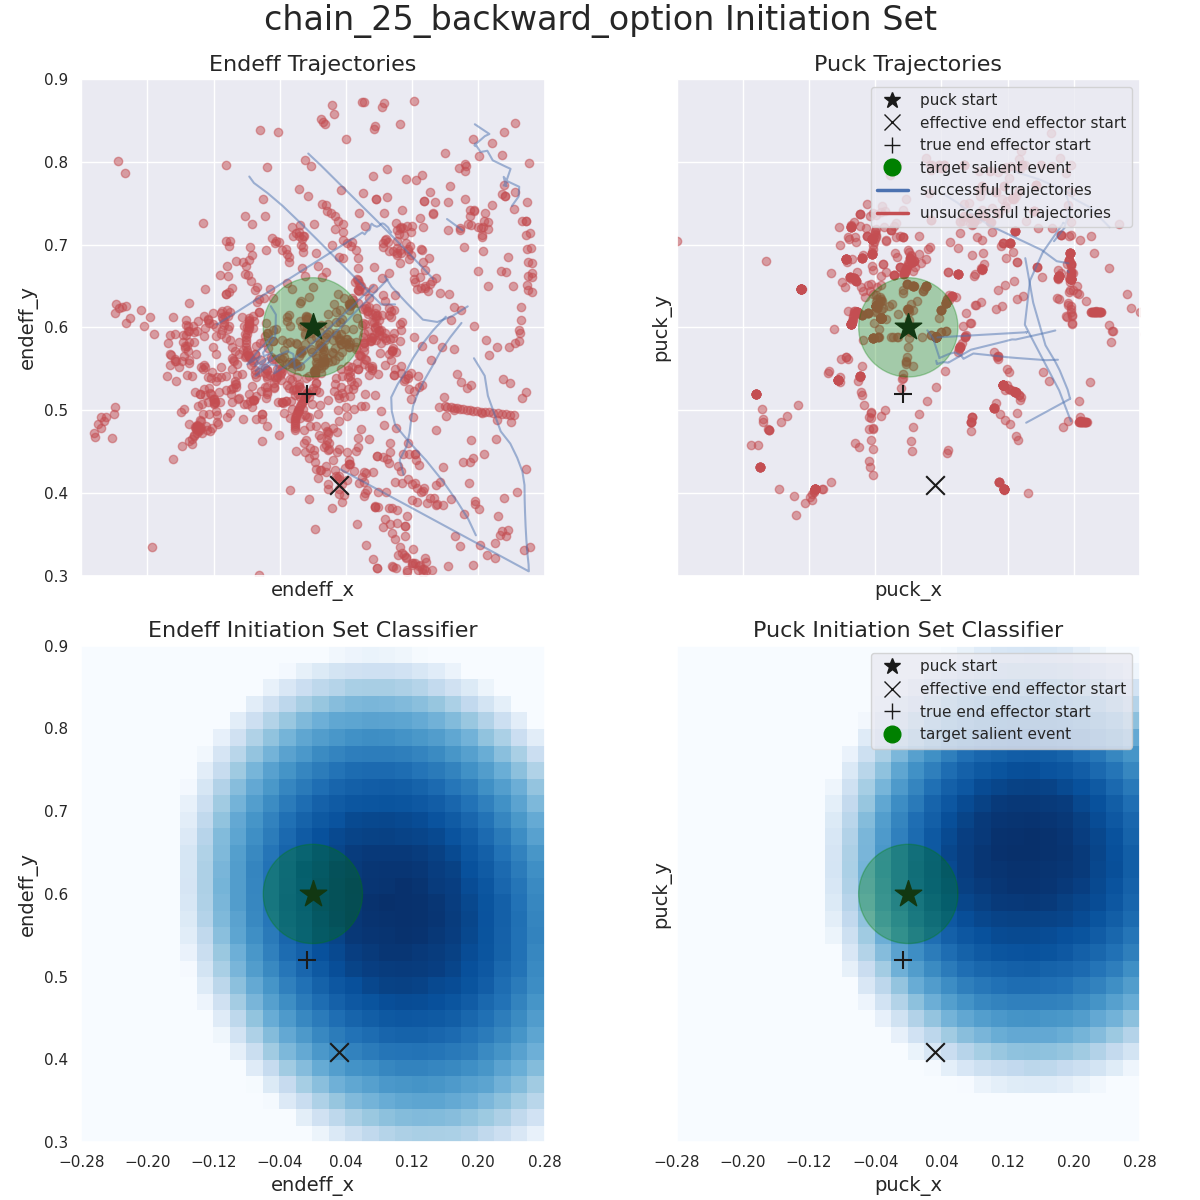 chain_25_backward_option Initiation Set
Endeff Trajectories
0.9
0.8
0.7
0.6
0.5
0.4
0.3
endeff_y
endeff_x
Puck Trajectories
puck start
effective end effector start
true end effector start
target salient event
successful trajectories
unsuccessful trajectories
puck_y
puck_x
Endeff Initiation Set Classifier
0.9
0.8
0.7
0.6
0.5
0.4
0.3
endeff_y
−0.28 −0.20 −0.12 −0.04 0.04 0.12 0.20 0.28
endeff_x
Puck Initiation Set Classifier
puck start
effective end effector start
true end effector start
target salient event
puck_y
−0.28 −0.20 −0.12 −0.04 0.04 0.12 0.20 0.28
puck_x